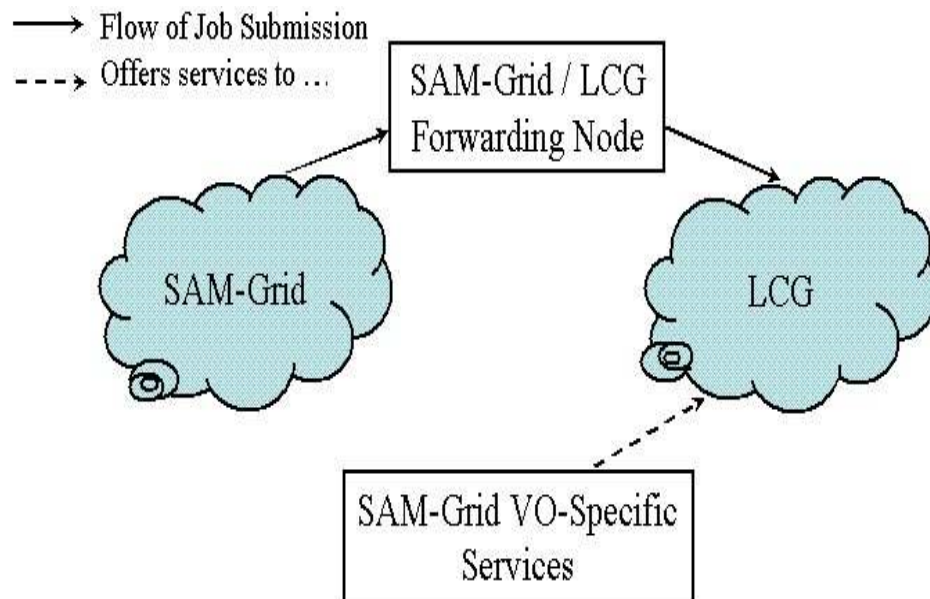 Flow of Job Submission
Offers services to ...
SAM-Grid / LCG
Forwarding Node
SAM-Grid
LCG
SAM-Grid VO-Specific
Services